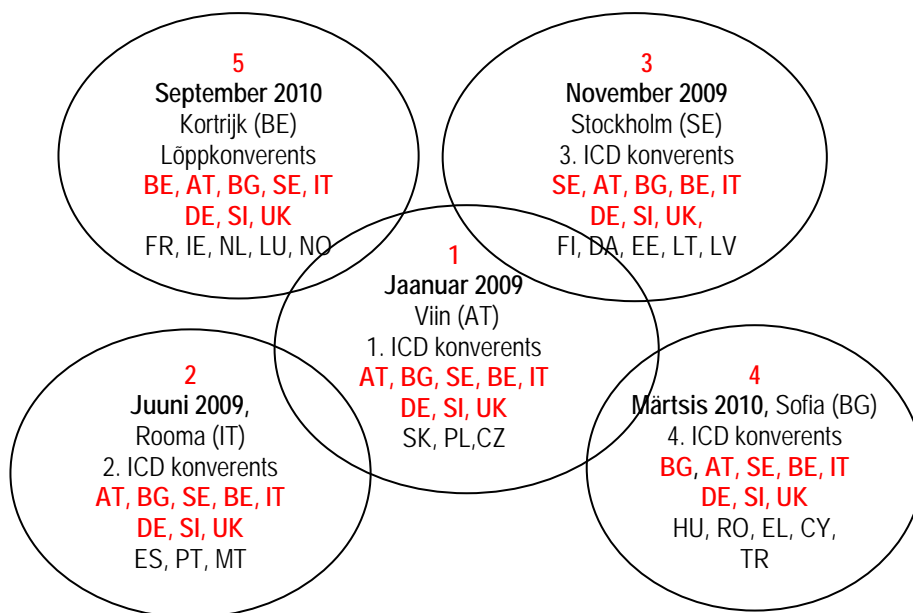 5
September 2010
Kortrijk (BE)
Lõppkonverents
BE, AT, BG, SE, IT
DE, SI, UK
FR, IE, NL, LU, NO
3
November 2009
Stockholm (SE)
3. ICD konverents
SE, AT, BG, BE, IT
DE, SI, UK,
FI, DA, EE, LT, LV
1
Jaanuar 2009
Viin (AT)
1. ICD konverents
AT, BG, SE, BE, IT
DE, SI, UK
SK, PL,CZ
2
Juuni 2009,
Rooma (IT)
2. ICD konverents
AT, BG, SE, BE, IT
DE, SI, UK
ES, PT, MT
4
Märtsis 2010, Sofia (BG)
4. ICD konverents
BG, AT, SE, BE, IT
DE, SI, UK
HU, RO, EL, CY,
TR